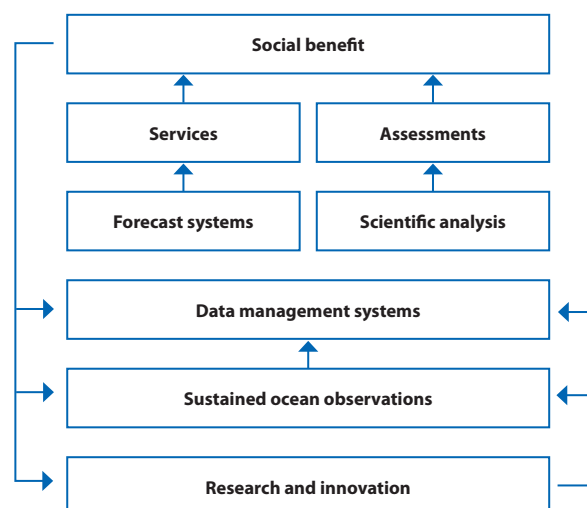 Social benefit
Services
Assessments
Forecast systems
Scientific analysis
Data management systems
Sustained ocean observations
Research and innovation